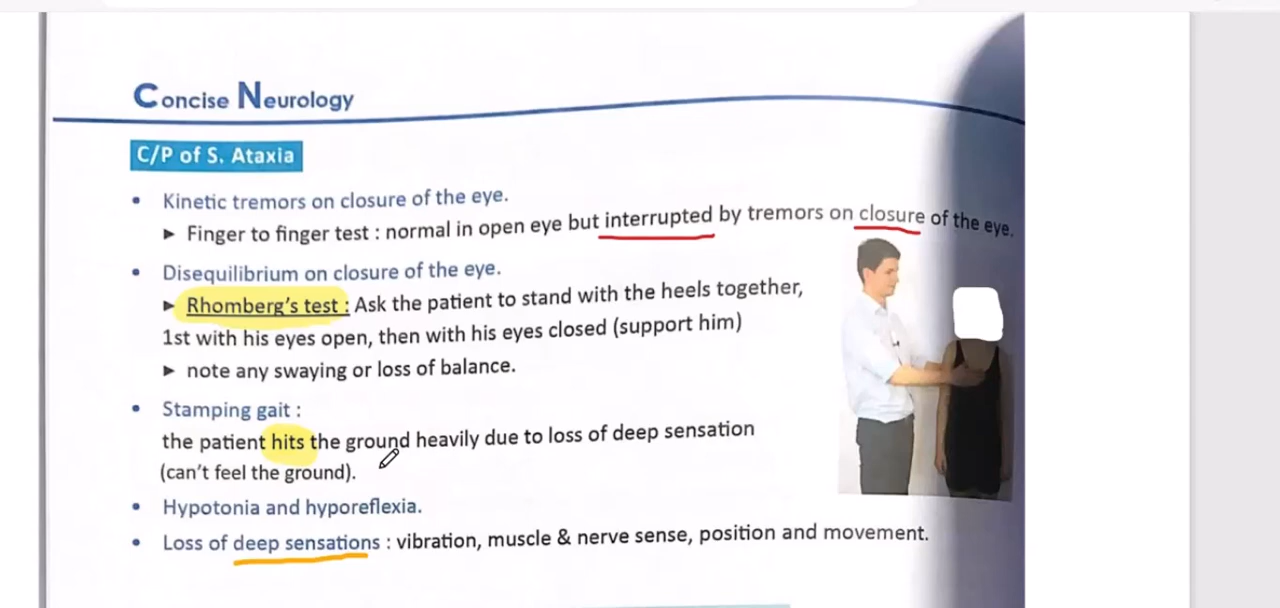 Concise Neurology
C/P of S. Ataxia
• Kinetic tremors on closure of the eye.
► Finger to finger test : normal in open eye but interrupted by tremors on closure of the eye.
• Disequilibrium on closure of the eye.
► Rhomberg's test : Ask the patient to stand with the heels together,
1st with his eyes open, then with his eyes closed (support him)
► note any swaying or loss of balance.
• Stamping gait :
the patient hits the ground heavily due to loss of deep sensation
(can't feel the ground).
• Hypotonia and hyporeflexia.
• Loss of deep sensations : vibration, muscle & nerve sense, position and movement.